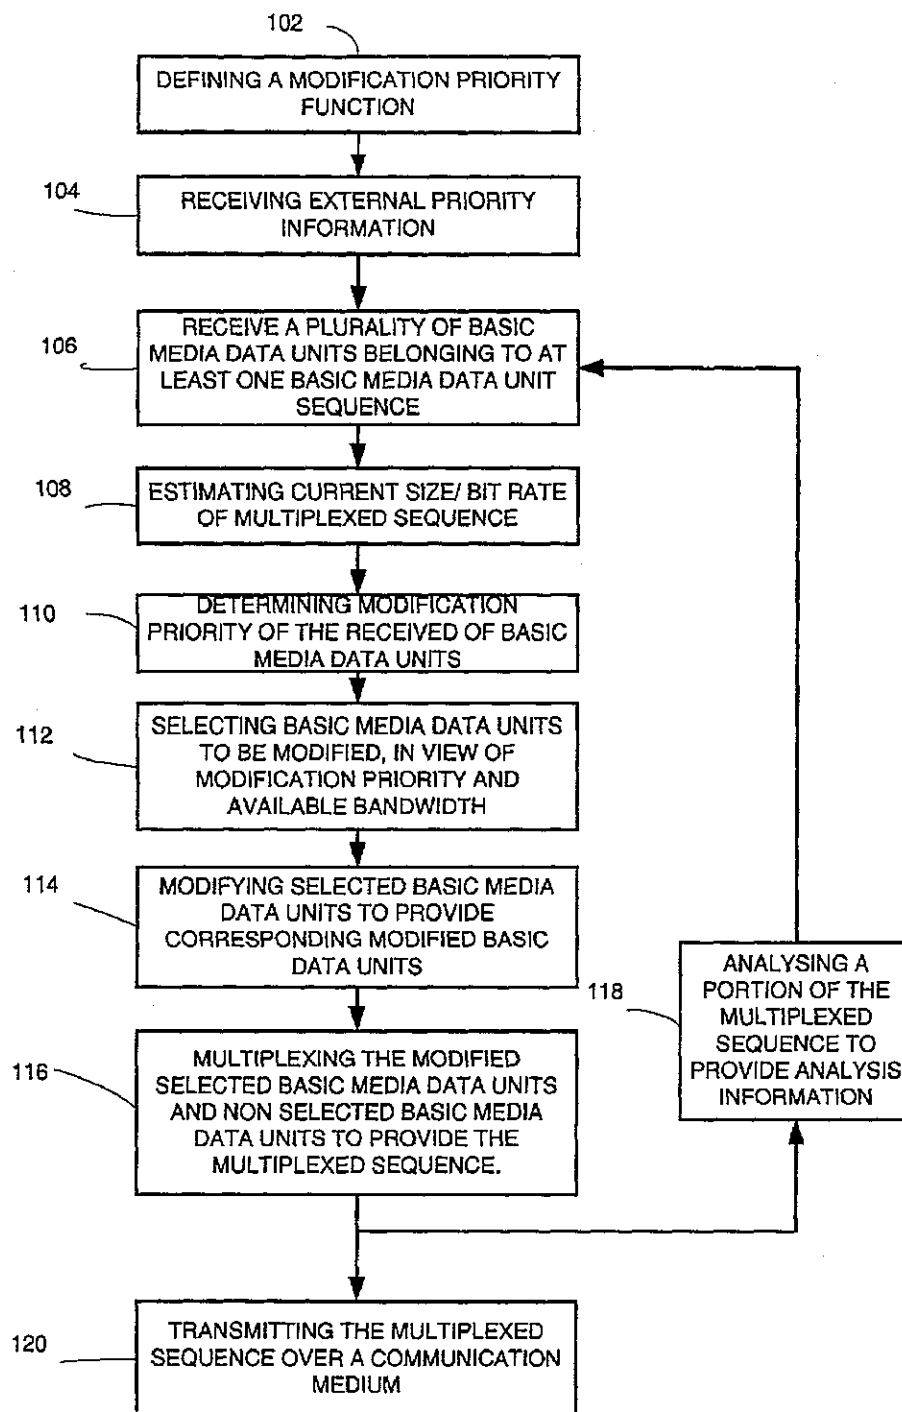 102
DEFINING A MODIFICATION PRIORITY
FUNCTION
104
RECEIVING EXTERNAL PRIORITY
INFORMATION
106
RECEIVE A PLURALITY OF BASIC
MEDIA DATA UNITS BELONGING TO AT
LEAST ONE BASIC MEDIA DATA UNIT
SEQUENCE
108
ESTIMATING CURRENT SIZE/ BIT RATE
OF MULTIPLEXED SEQUENCE
110
DETERMINING MODIFICATION
PRIORITY OF THE RECEIVED OF BASIC
MEDIA DATA UNITS
112
SELECTING BASIC MEDIA DATA UNITS
TO BE MODIFIED, IN VIEW OF
MODIFICATION PRIORITY AND
AVAILABLE BANDWIDTH
114
MODIFYING SELECTED BASIC MEDIA
DATA UNITS TO PROVIDE
CORRESPONDING MODIFIED BASIC
DATA UNITS
118
ANALYSING A
PORTION OF THE
MULTIPLEXED
SEQUENCE TO
PROVIDE ANALYSIS
INFORMATION
116
MULTIPLEXING THE MODIFIED
SELECTED BASIC MEDIA DATA UNITS
AND NON SELECTED BASIC MEDIA
DATA UNITS TO PROVIDE THE
MULTIPLEXED SEQUENCE.
120
TRANSMITTING THE MULTIPLEXED
SEQUENCE OVER A COMMUNICATION
MEDIUM